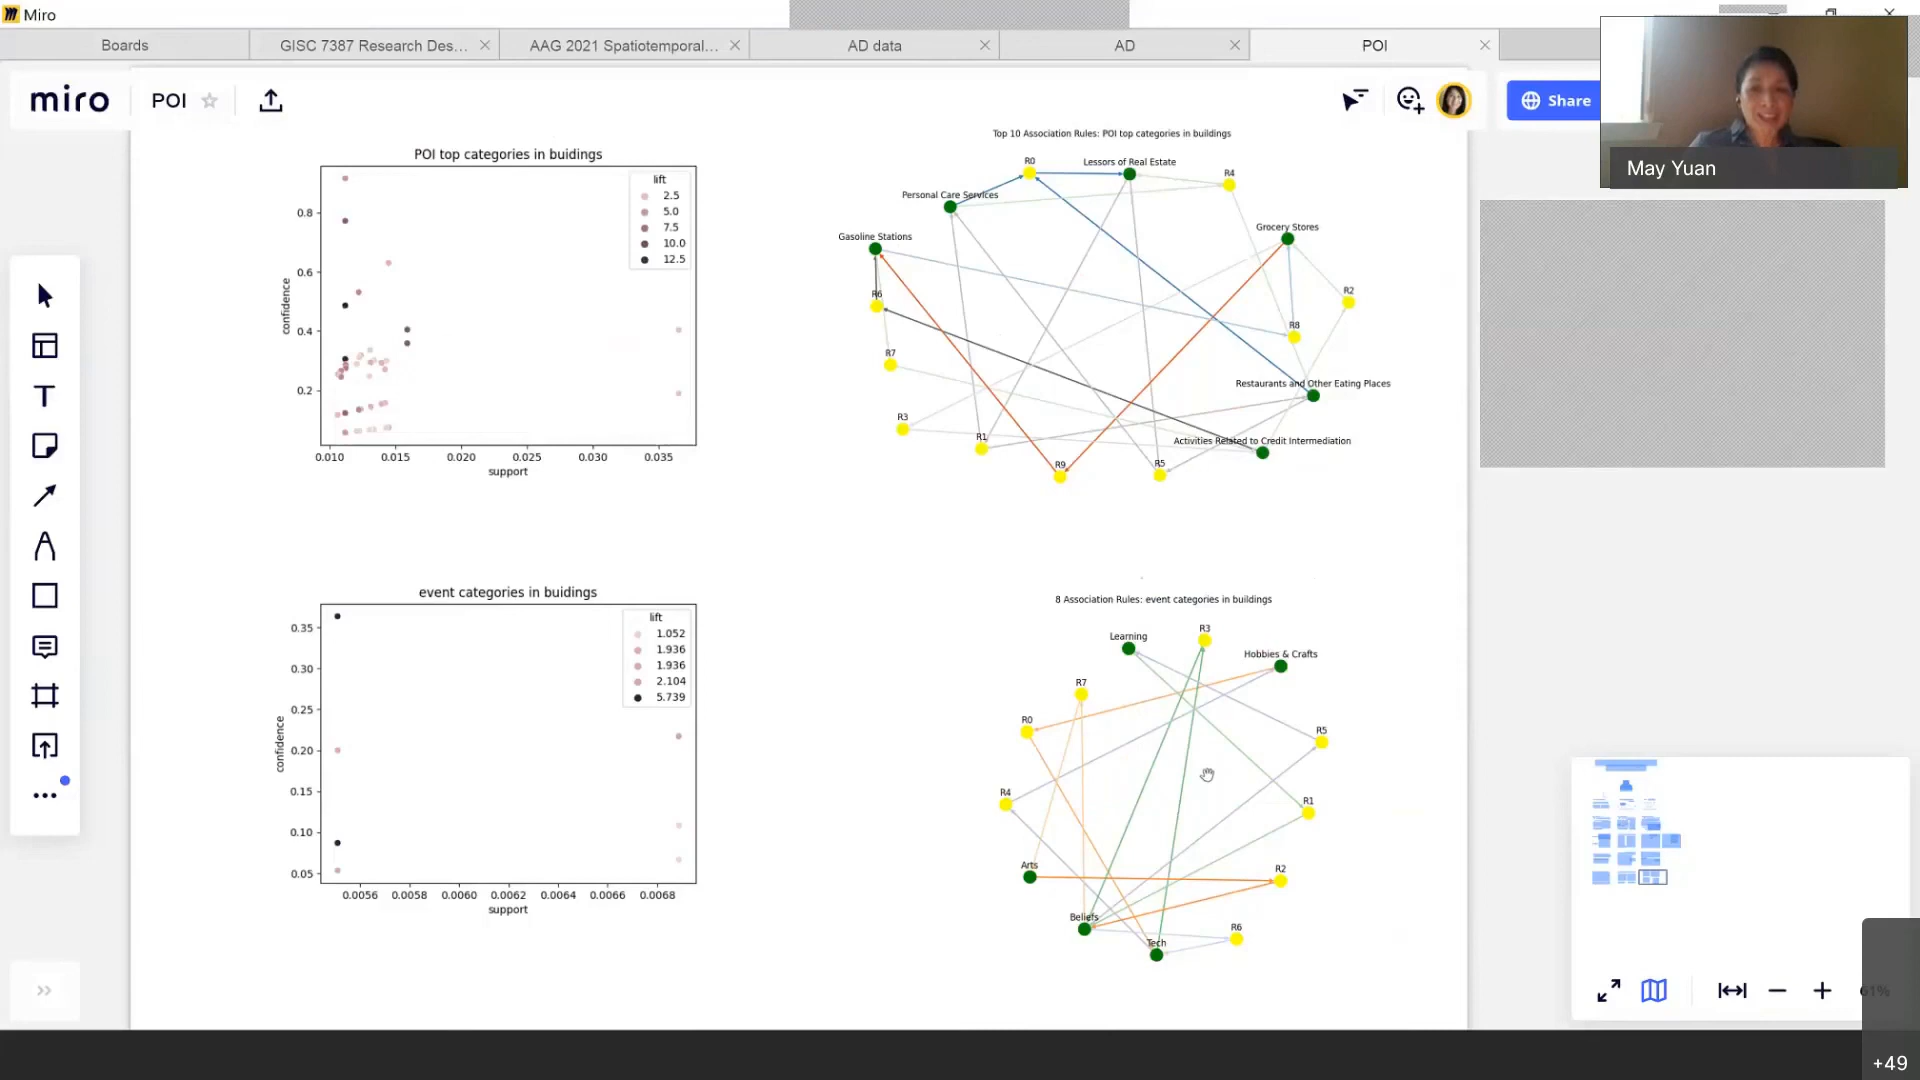 Miro
Boards
GISC 7387 Research Des...
AAG 2021 Spatiotemporal...
AD data
AD
POI
miro
POI
Share
May Yuan
POI top categories in buidings
lift
2.5
5.0
7.5
10.0
12.5
confidence
0.8
0.6
0.4
0.2
0.010
0.015
0.020
0.025
0.030
0.035
support
Top 10 Association Rules: POI top categories in buildings
R0
Lessors of Real Estate
R4
Personal Care Services
Grocery Stores
Gasoline Stations
R6
R2
R8
R7
Restaurants and Other Eating Places
R3
R1
Activities Related to Credit Intermediation
R9
R5
event categories in buidings
lift
1.052
1.936
1.936
2.104
5.739
confidence
0.35
0.30
0.25
0.20
0.15
0.10
0.05
0.0056
0.0058
0.0060
0.0062
0.0064
0.0066
0.0068
support
8 Association Rules: event categories in buildings
Learning
R3
Hobbies & Crafts
R7
R0
R5
R4
R1
Arts
R2
Beliefs
R6
Tech
61%
+49